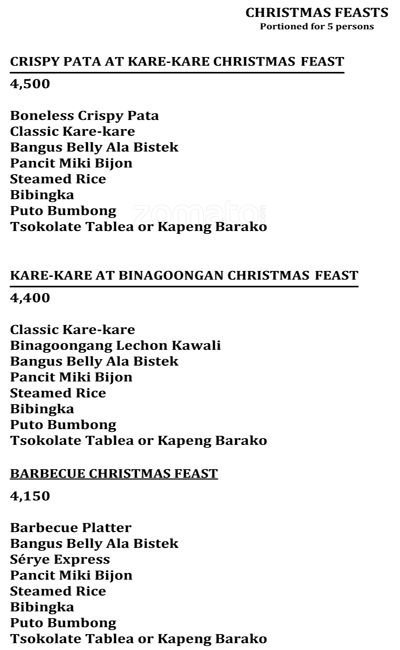 CHRISTMAS FEASTS
Portioned for 5 persons
CRISPY PATA AT KARE-KARE CHRISTMAS FEAST
4,500
Boneless Crispy Pata
Classic Kare-kare
Bangus Belly Ala Bistek
Pancit Miki Bijon
Steamed Rice
Bibingka
Puto Bumbong
zomato
Tsokolate Tablea or Kapeng Barako
KARE-KARE AT BINAGOONGAN CHRISTMAS FEAST
4,400
Classic Kare-kare
Binagoongang Lechon Kawali
Bangus Belly Ala Bistek
Pancit Miki Bijon
Steamed Rice
Bibingka
Puto Bumbong
Tsokolate Tablea or Kapeng Barako
BARBECUE CHRISTMAS FEAST
4,150
Barbecue Platter
Bangus Belly Ala Bistek
Sérye Express
Pancit Miki Bijon
Steamed Rice
Bibingka
Puto Bumbong
Tsokolate Tablea or Kapeng Barako